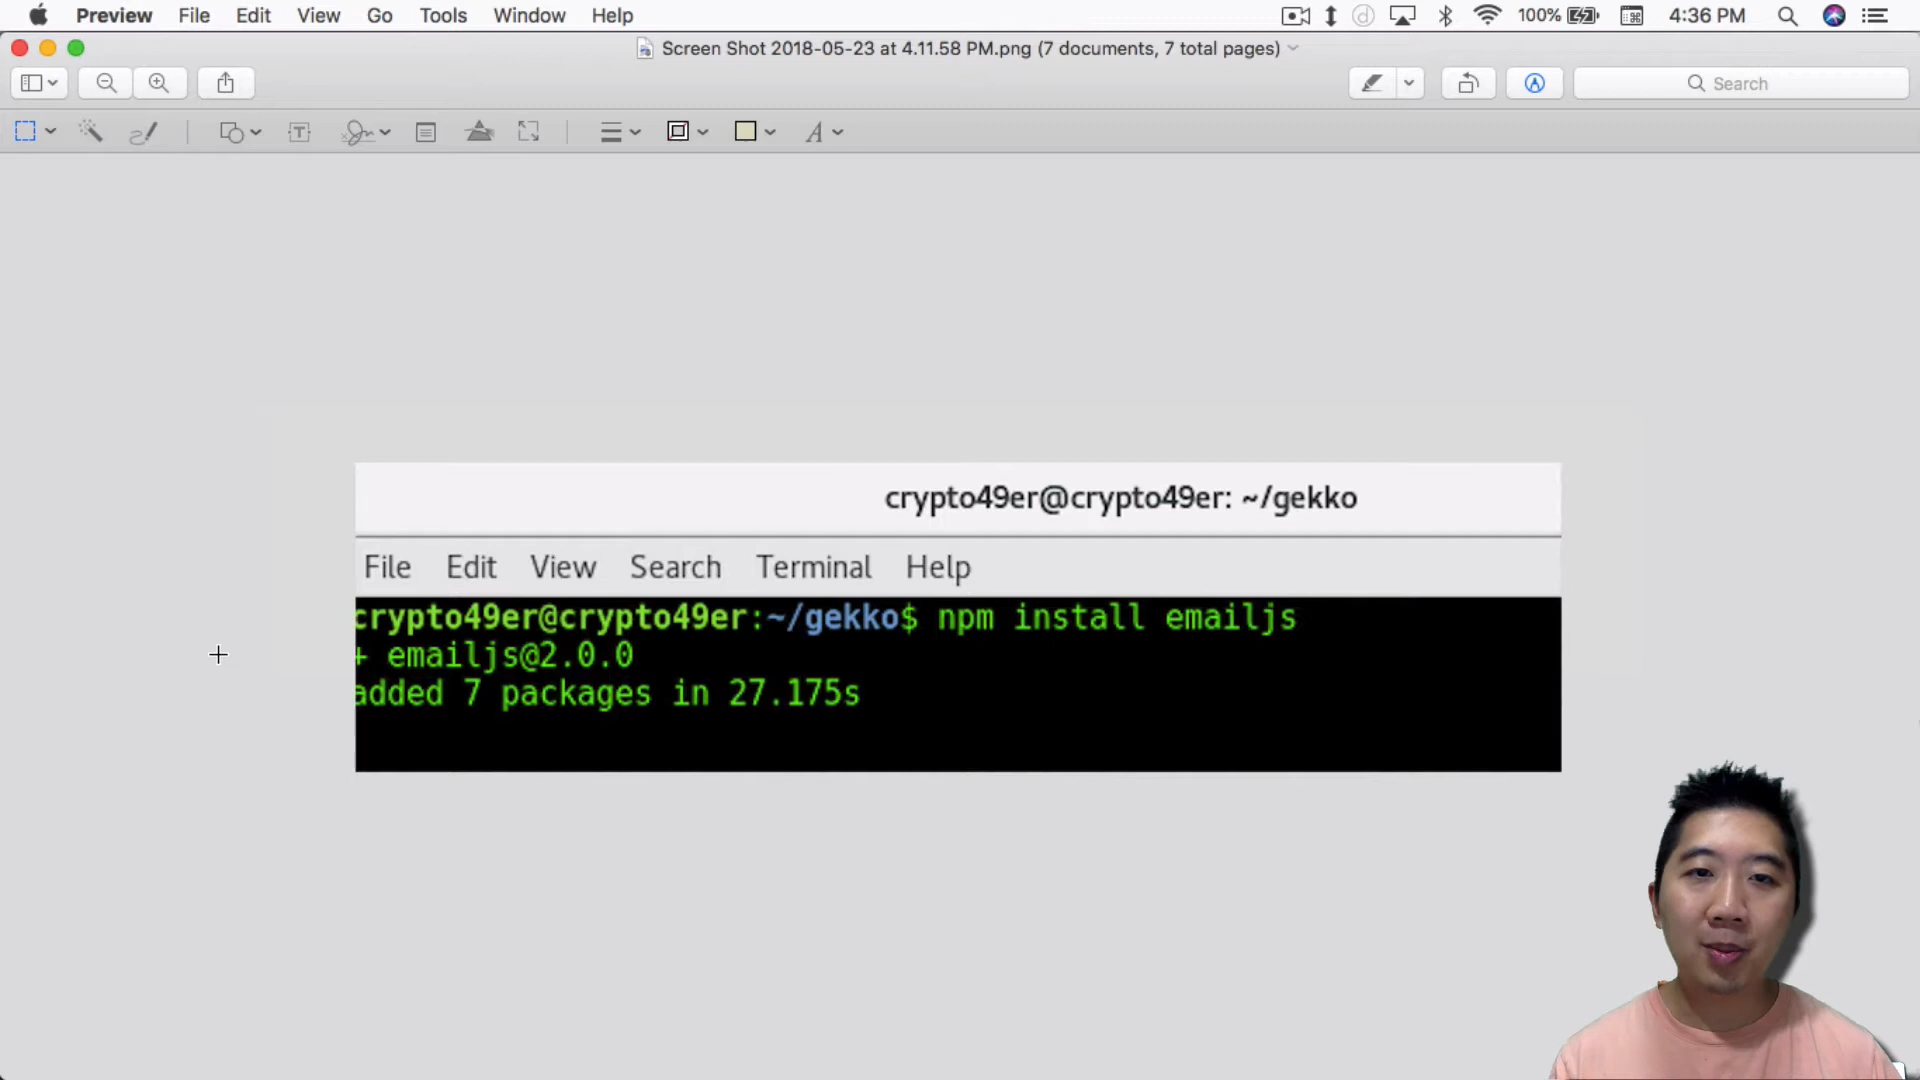 Preview File Edit View Go Tools Window Help 100% 4:36 PM
Screen Shot 2018-05-23 at 4.11.58 PM.png (7 documents, 7 total pages)
Search
crypto49er@crypto49er: ~/gekko
File Edit View Search Terminal Help
crypto49er@crypto49er:~/gekko$ npm install emailjs
+ emailjs@2.0.0
added 7 packages in 27.175s